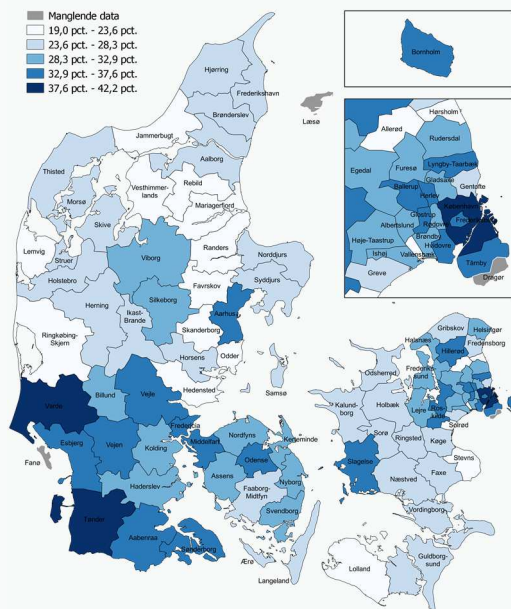 Manglende data
19,0 pct. - 23,6 pct.
23,6 pct. - 28,3 pct.
28,3 pct. - 32,9 pct.
32,9 pct. - 37,6 pct.
37,6 pct. - 42,2 pct.
Bornholm
Hjørring
Frederikshavn
Brønderslev
Læsø
Jammerbugt
Aalborg
Thisted
Vesthimmer-
lands
Rebild
Morsø
Mariagerfjord
Skive
Lemvig
Struer
Randers
Norddjurs
Viborg
Holstebro
Favrskov
Syddjurs
Silkeborg
Herning
Ikast-
Brande
Aarhus
Skanderborg
Ringkøbing-
Skjern
Odder
Horsens
Samsø
Hedensted
Varde
Billund
Vejle
Fredericia
Esbjerg
Vejen
Kolding
Middelfart
Fanø
Nordfyns
Kerteminde
Odense
Haderslev
Assens
Nyborg
Faaborg-
Midtfyn
Svendborg
Tønder
Aabenraa
Sønderborg
Ærø
Langeland
Hørsholm
Allerød
Rudersdal
Egedal
Furesø
Lyngby-Taarbæk
Gladsaxe
Gentofte
Ballerup
Herlev
København
Glostrup
Rødovre
Frederiksberg
Albertslund
Høje-Taastrup
Brøndby
Hvidovre
Ishøj
Vallensbæk
Tårnby
Greve
Dragør
Gribskov
Helsingør
Halsnæs
Fredensborg
Hillerød
Odsherred
Frederiks-
sund
Kalund-
borg
Holbæk
Lejre
Ros-
kilde
Solrød
Sorø
Ringsted
Køge
Stevns
Slagelse
Faxe
Næstved
Vordingborg
Guldborg-
sund
Lolland